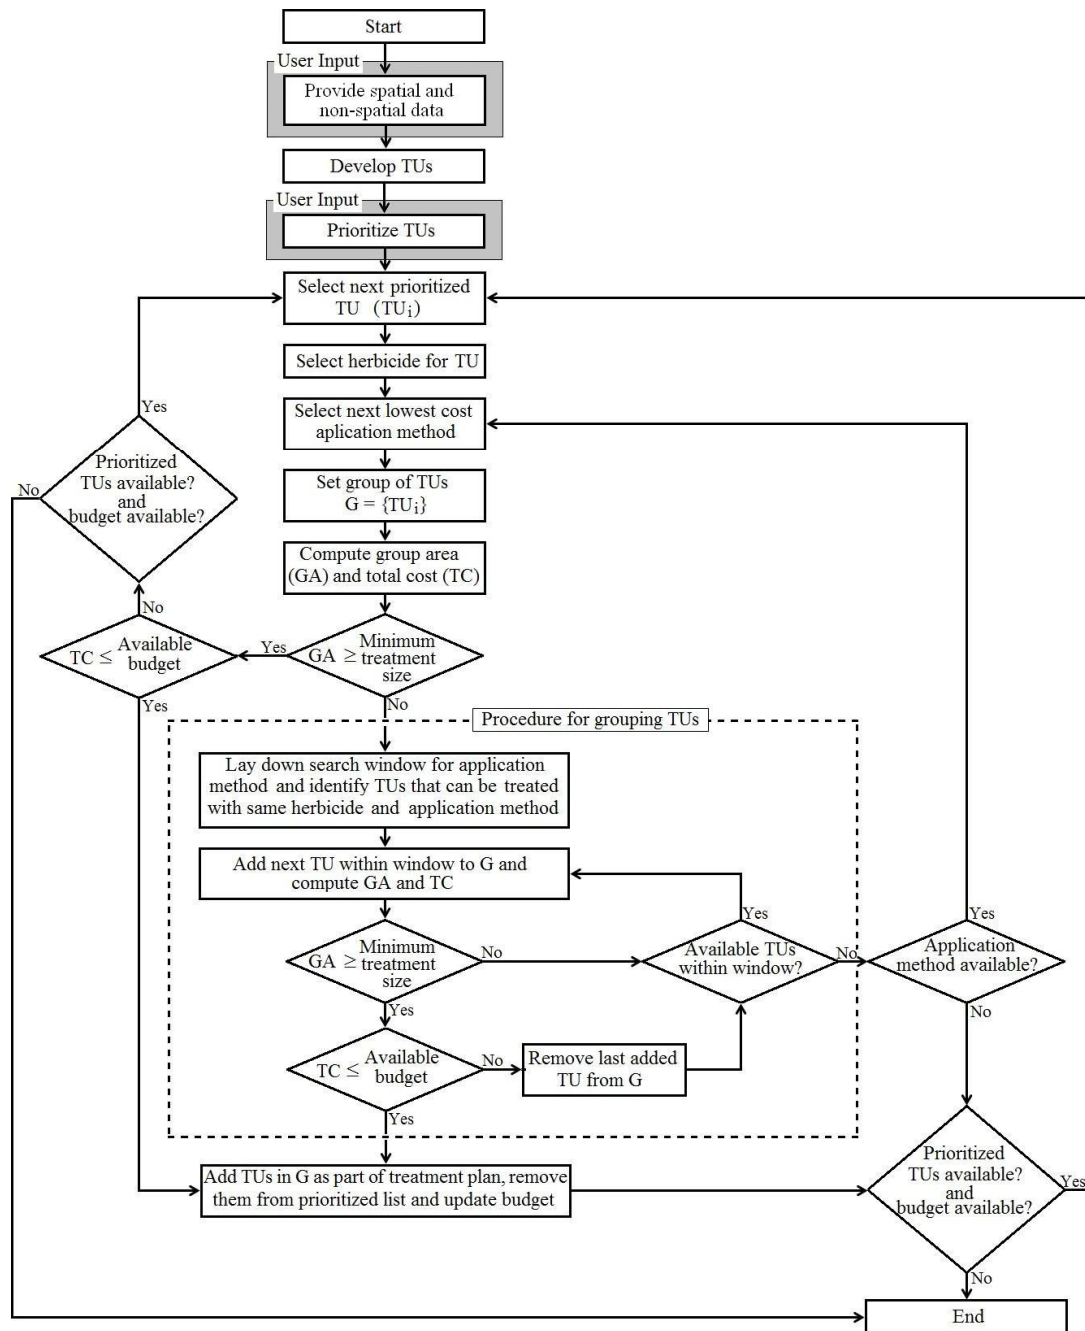 Start
User Input
Provide spatial and
non-spatial data
Develop TUs
User Input
Prioritize TUs
Select next prioritized
TU (TUi)
Select herbicide for TU
Select next lowest cost
aplication method
Set group of TUs
G = {TUi}
Compute group area
(GA) and total cost (TC)
GA ≥ Minimum
treatment
size
Yes
No
TC ≤ Available
budget
No
Yes
Prioritized
TUs available?
and
budget available?
Yes
No
Procedure for grouping TUs
Lay down search window for application
method and identify TUs that can be treated
with same herbicide and application method
Add next TU within window to G and
compute GA and TC
GA ≥ Minimum
treatment
size
No
Yes
Available TUs
within window?
Yes
No
Application
method available?
Yes
No
TC ≤ Available
budget
No
Yes
Remove last added
TU from G
Add TUs in G as part of treatment plan, remove
them from prioritized list and update budget
Prioritized
TUs available?
and
budget available?
Yes
No
End